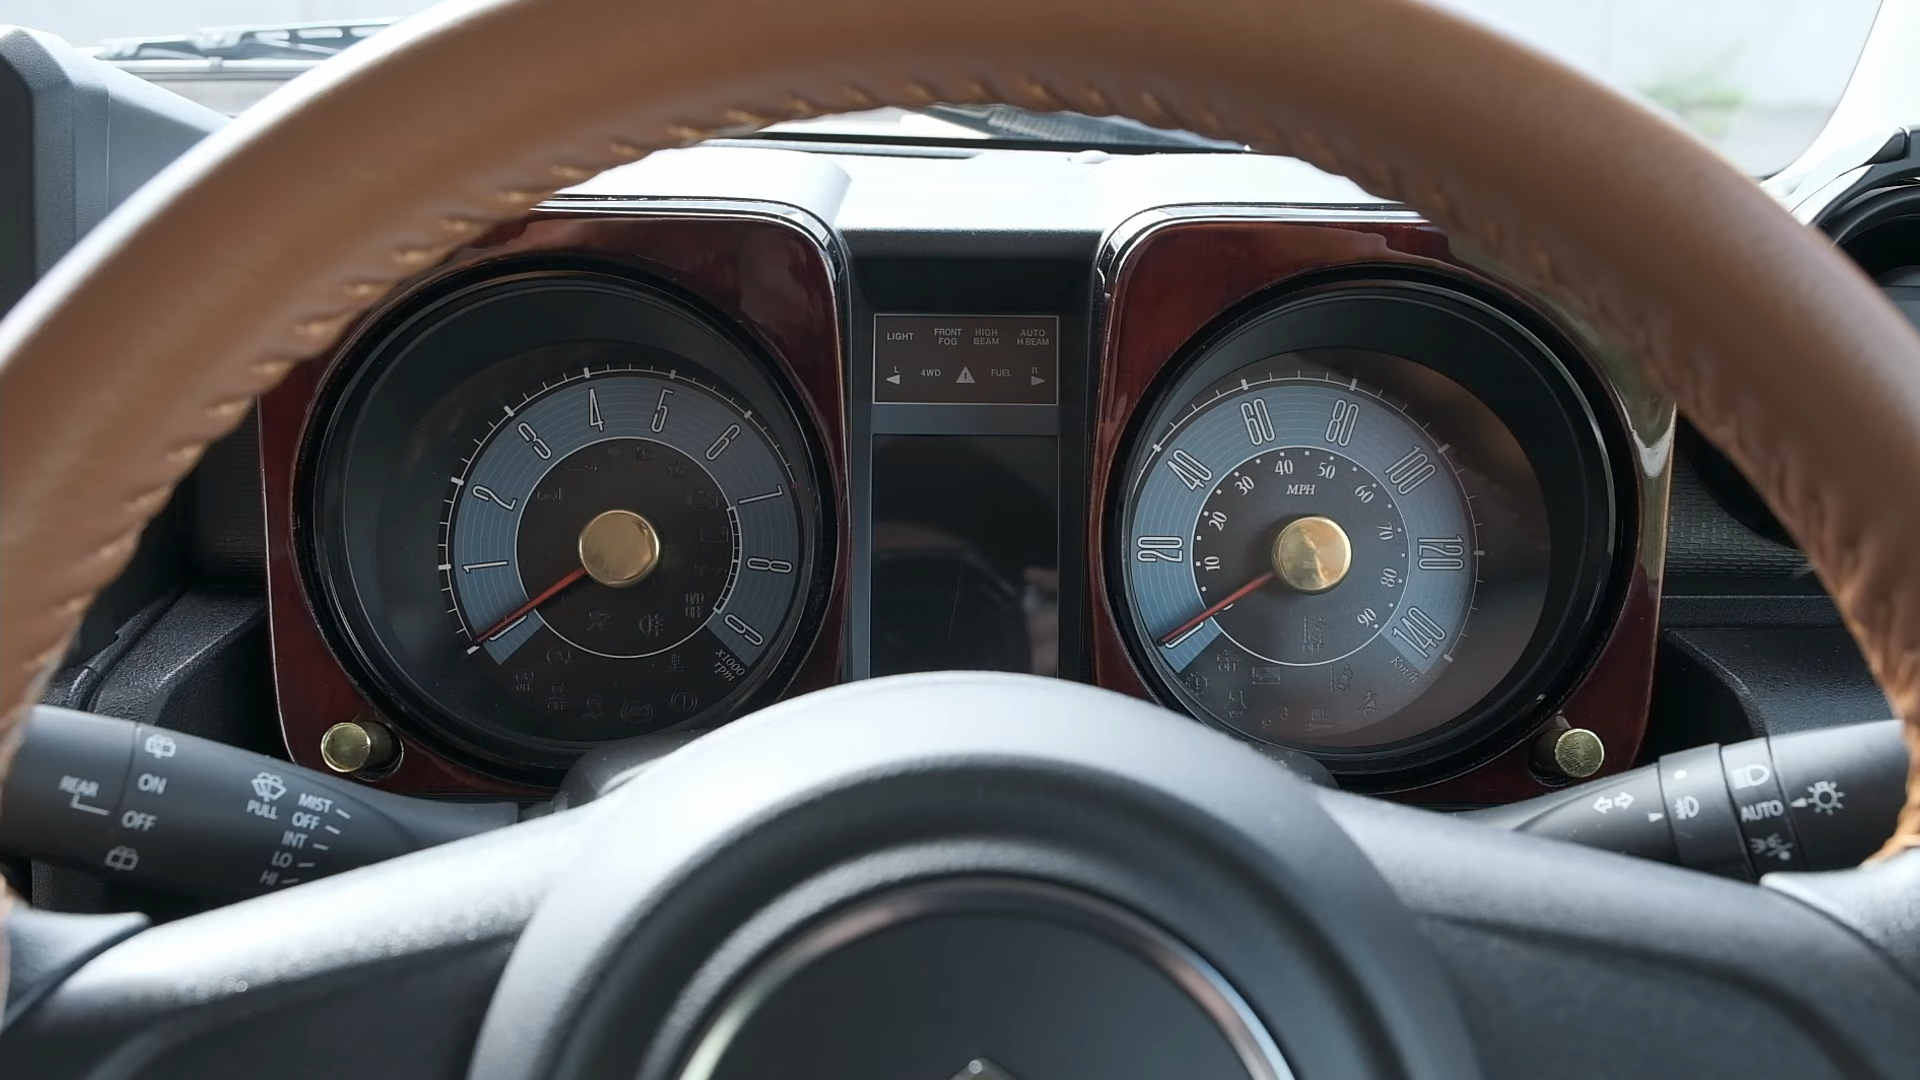 LIGHT
FRONT FOG
HIGH BEAM
AUTO H BEAM
L
4WD
FUEL
R
1
2
3
4
5
6
7
8
9
x1000
rpm
20
40
60
80
100
120
140
Km/h
10
20
30
40
50
60
70
80
90
MPH
OFF
OFF
REAR
ON
OFF
PULL
MIST
OFF
INT
LO
HI
AUTO